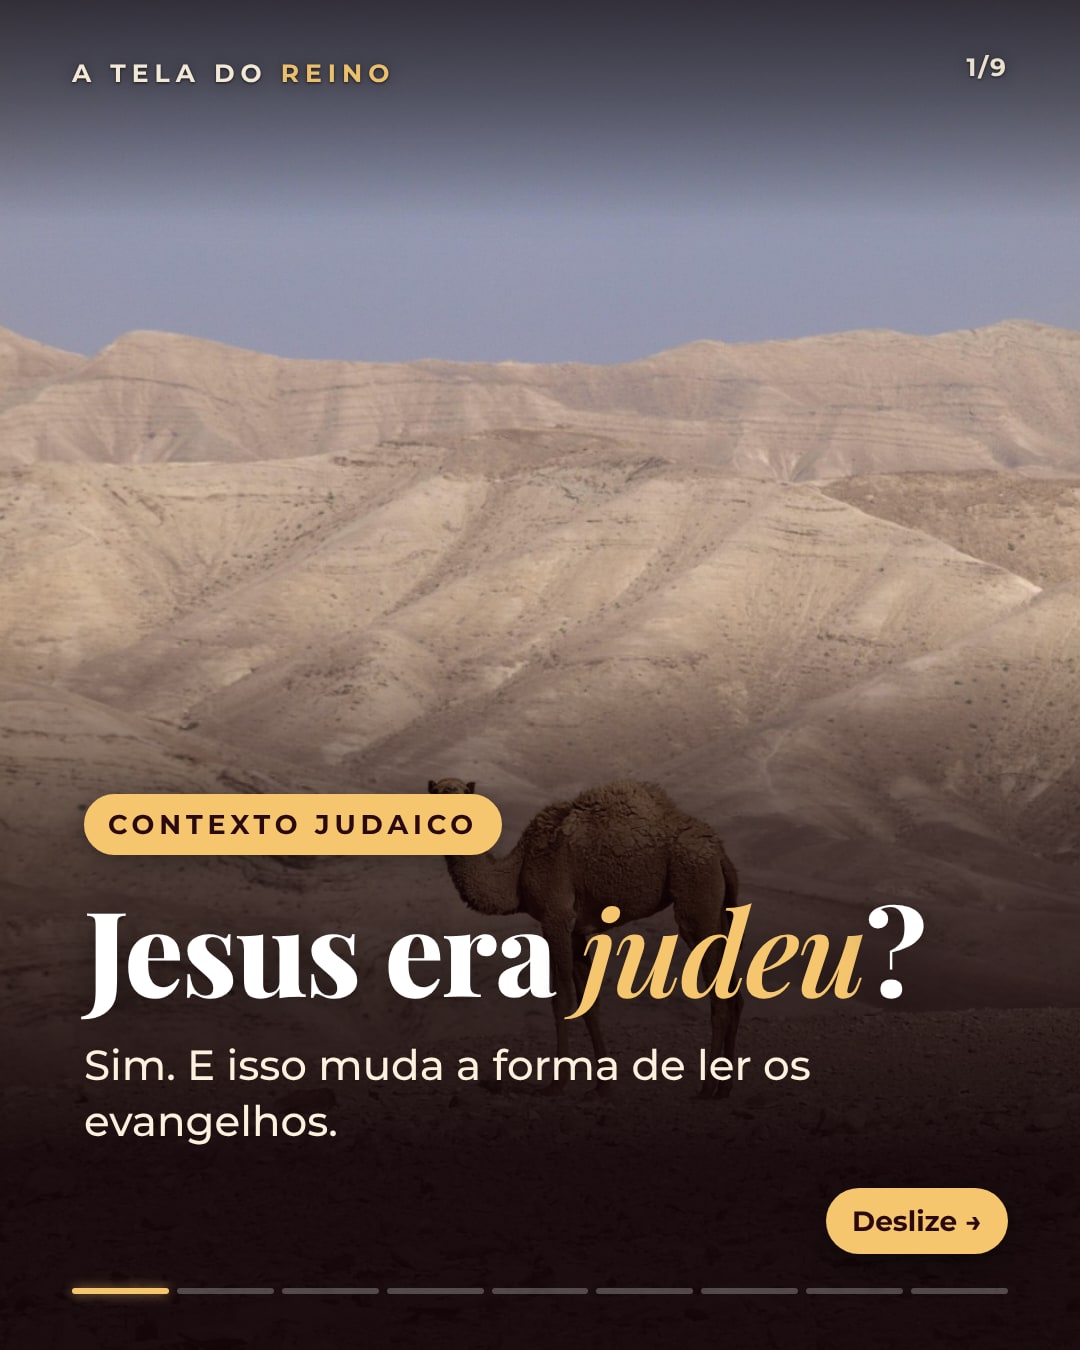 A TELA DO REINO
1/9
CONTEXTO JUDAICO
Jesus era judeu?
Sim. E isso muda a forma de ler os
evangelhos.
Deslize →